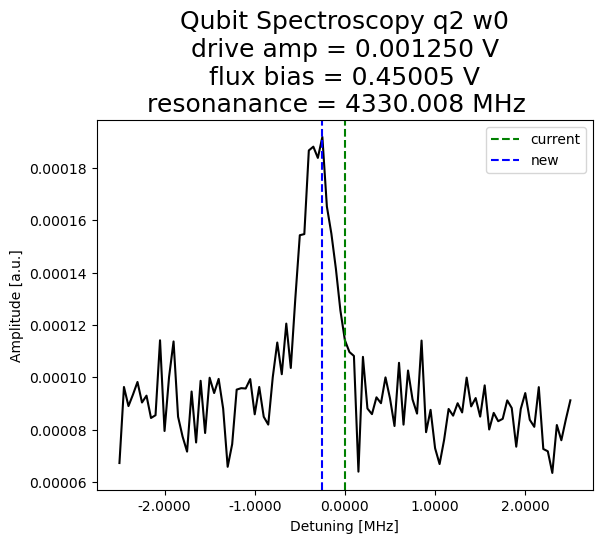 Qubit Spectroscopy q2 w0
drive amp = 0.001250 V
flux bias = 0.45005 V
resonanance = 4330.008 MHz
current
new
0.00018
0.00016
0.00014
0.00012
0.00010
0.00008
0.00006
Amplitude [a.u.]
-2.0000 -1.0000 0.0000 1.0000 2.0000
Detuning [MHz]